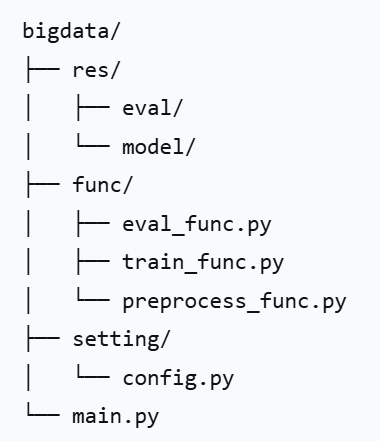 bigdata/
├── res/
│   ├── eval/
│   └── model/
├── func/
│   ├── eval_func.py
│   ├── train_func.py
│   └── preprocess_func.py
├── setting/
│   └── config.py
└── main.py